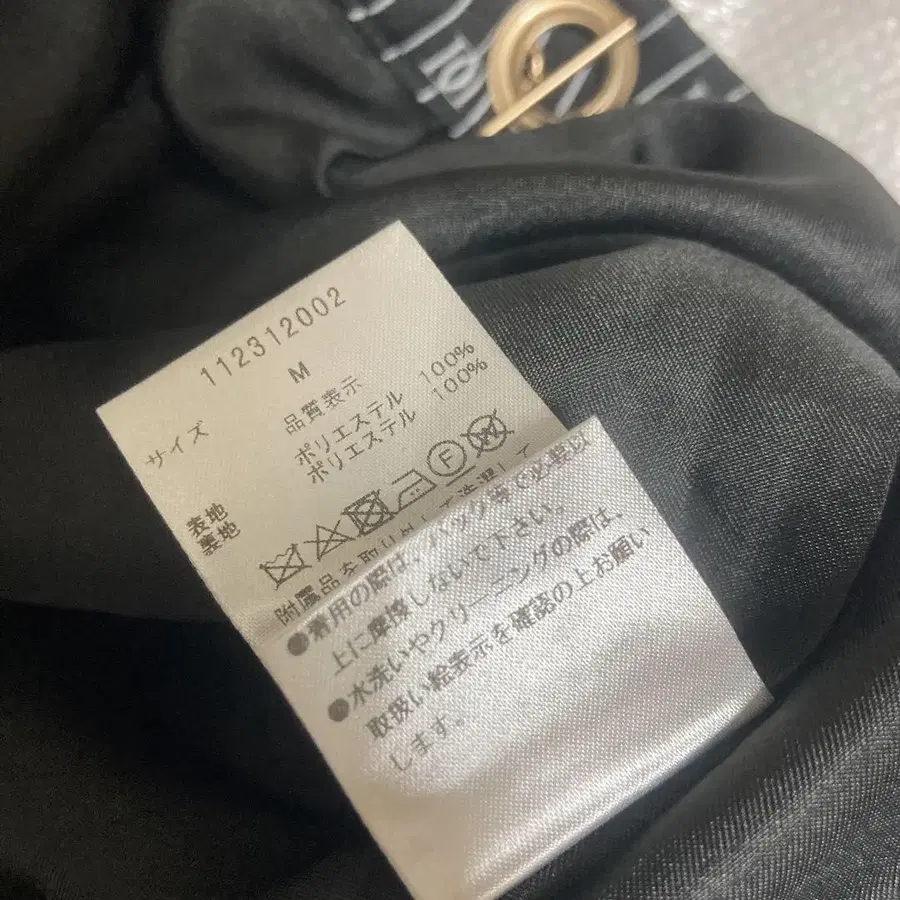 112312002
サイズ M
品質表示
表地 ポリエステル 100%
裏地 ポリエステル 100%
F W
附属品を取り外して洗濯して
●着用の際は、バッグ等で必要以
上に摩擦しないで下さい。
●水洗いやクリーニングの際は、
取扱い絵表示を確認の上お願い
します。